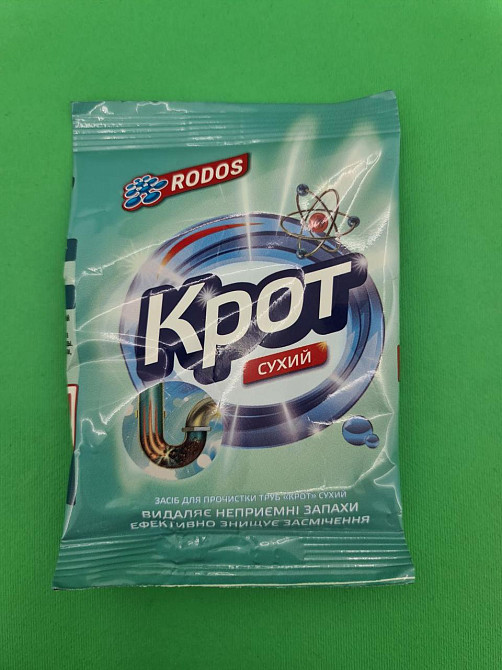 RODOS
Крот
СУХИЙ
ЗАСІБ ДЛЯ ПРОЧИСТКИ ТРУБ «КРОТ» СУХИЙ
ВИДАЛЯЄ НЕПРИЄМНІ ЗАПАХИ
ЕФЕКТИВНО ЗНИЩУЄ ЗАСМІЧЕННЯ